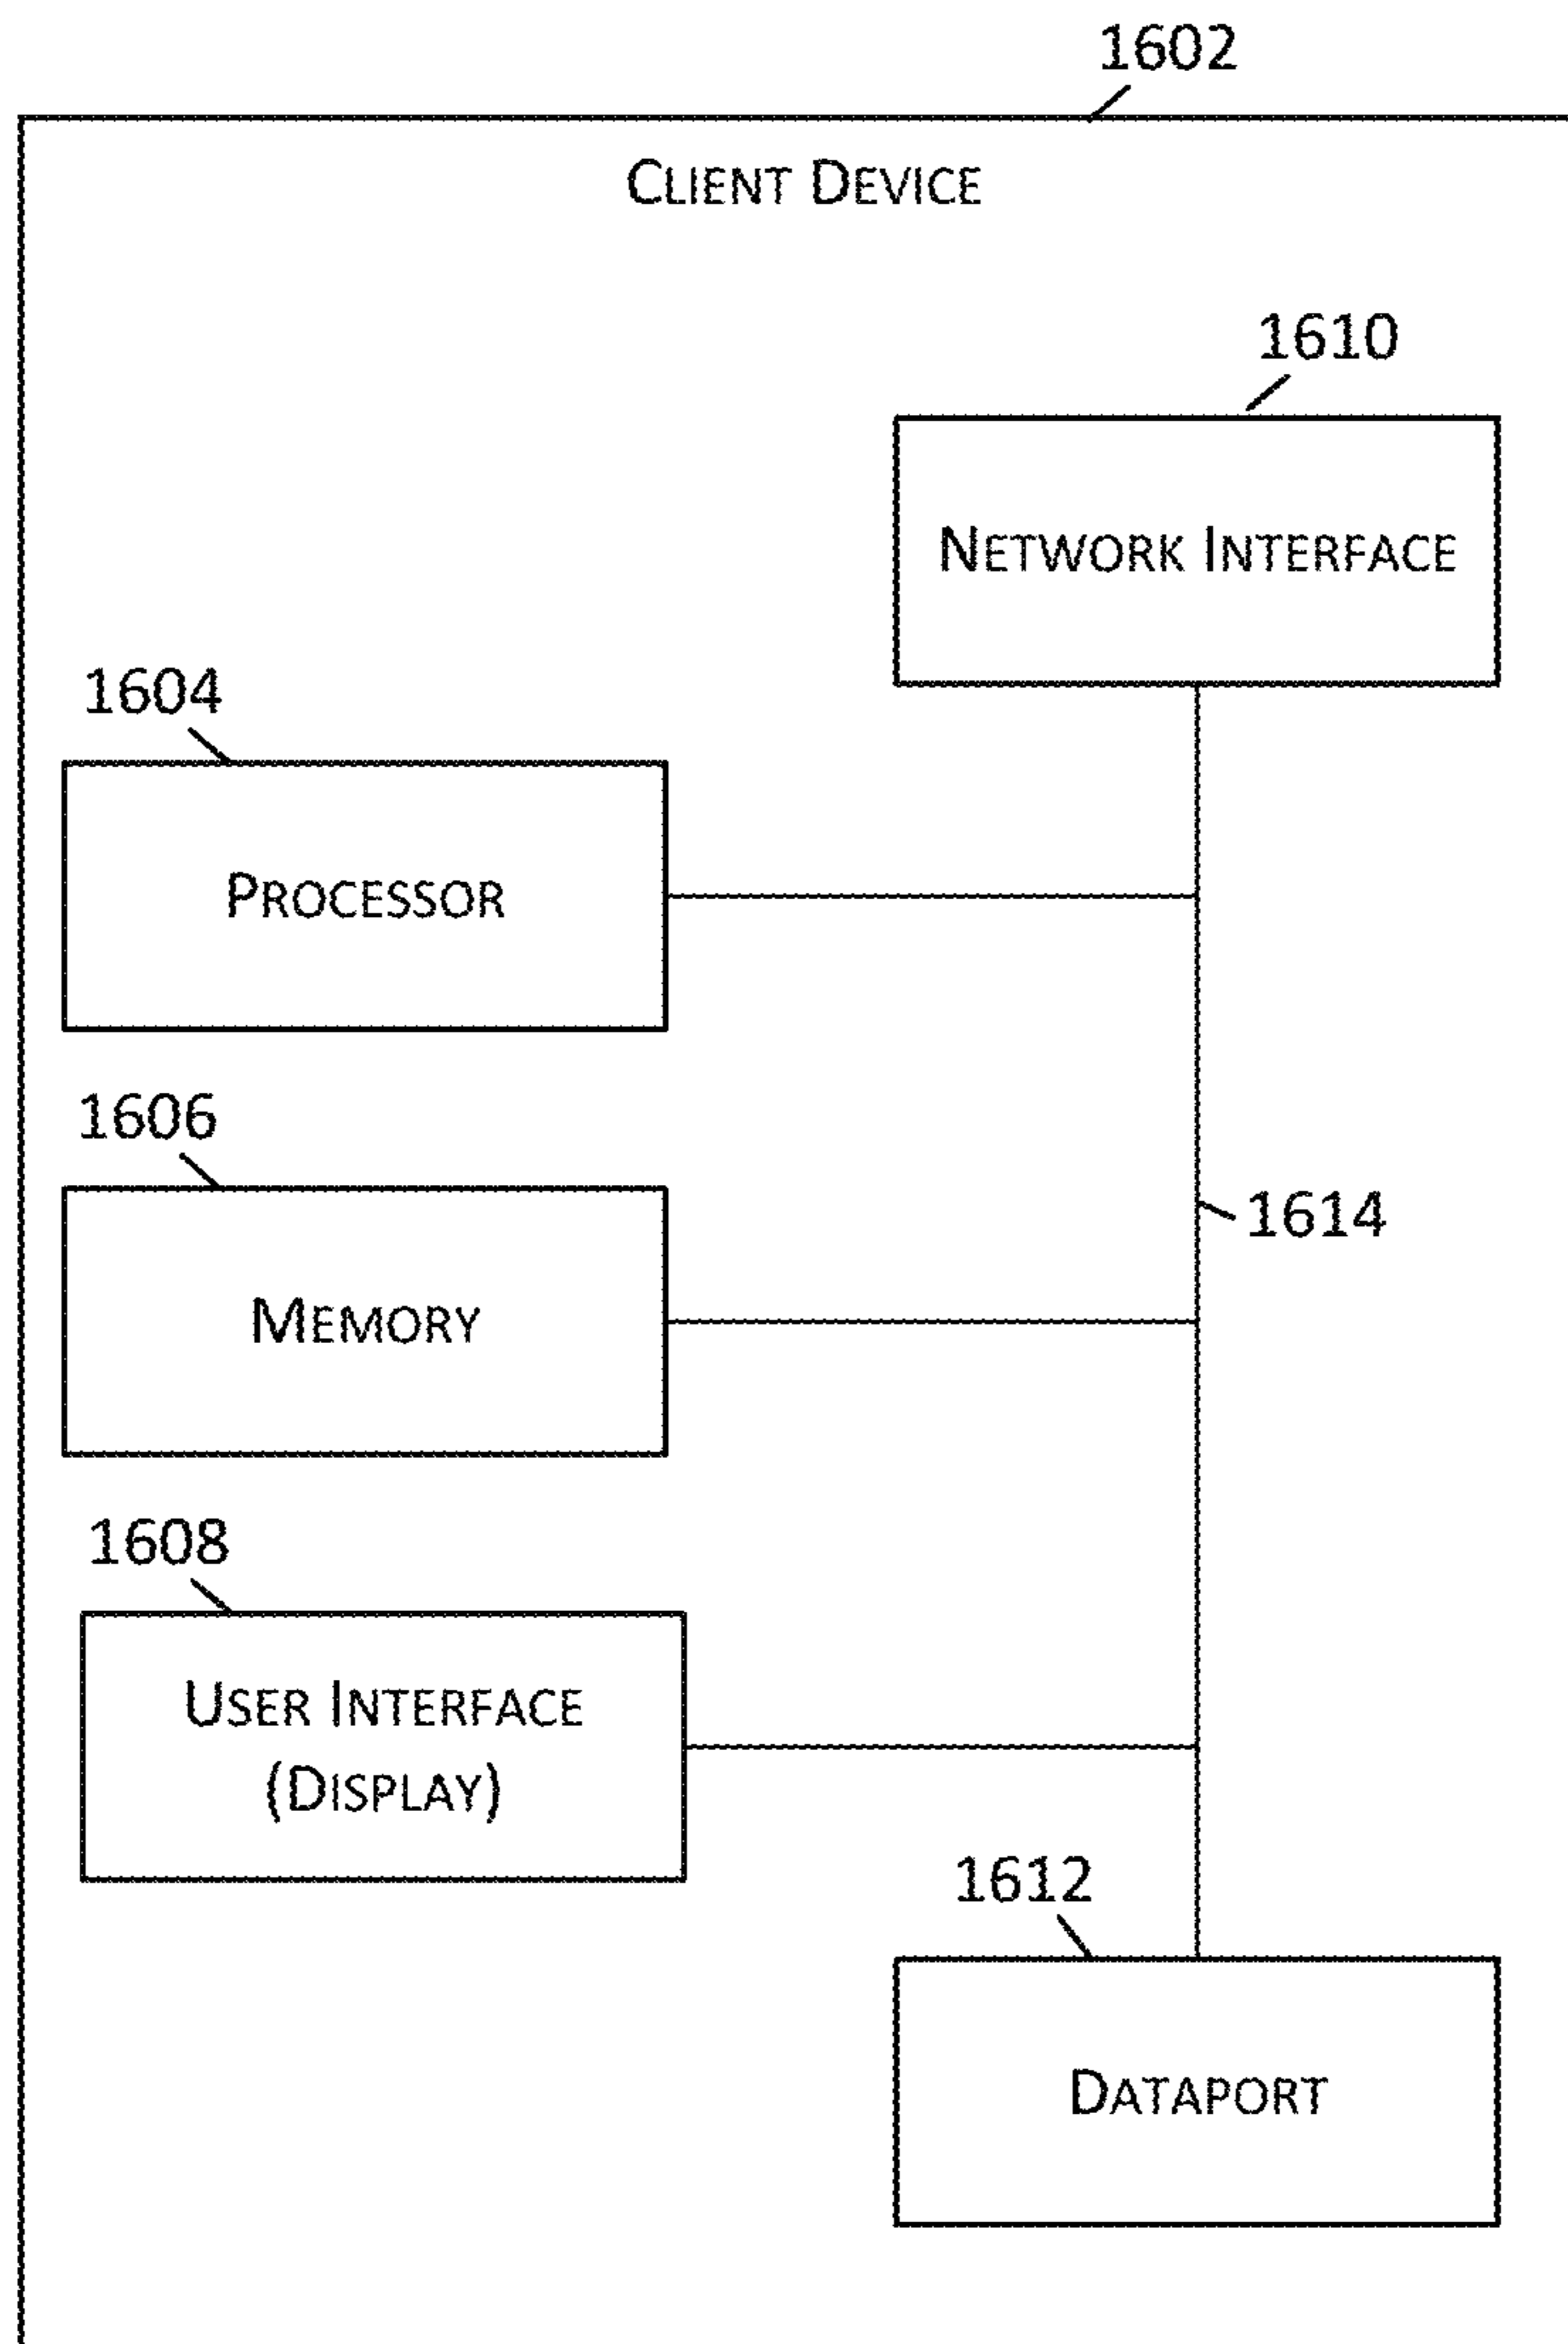 1602
CLIENT DEVICE
1610
NETWORK INTERFACE
1604
PROCESSOR
1606
1614
MEMORY
1608
USER INTERFACE
(DISPLAY)
1612
DATAPORT